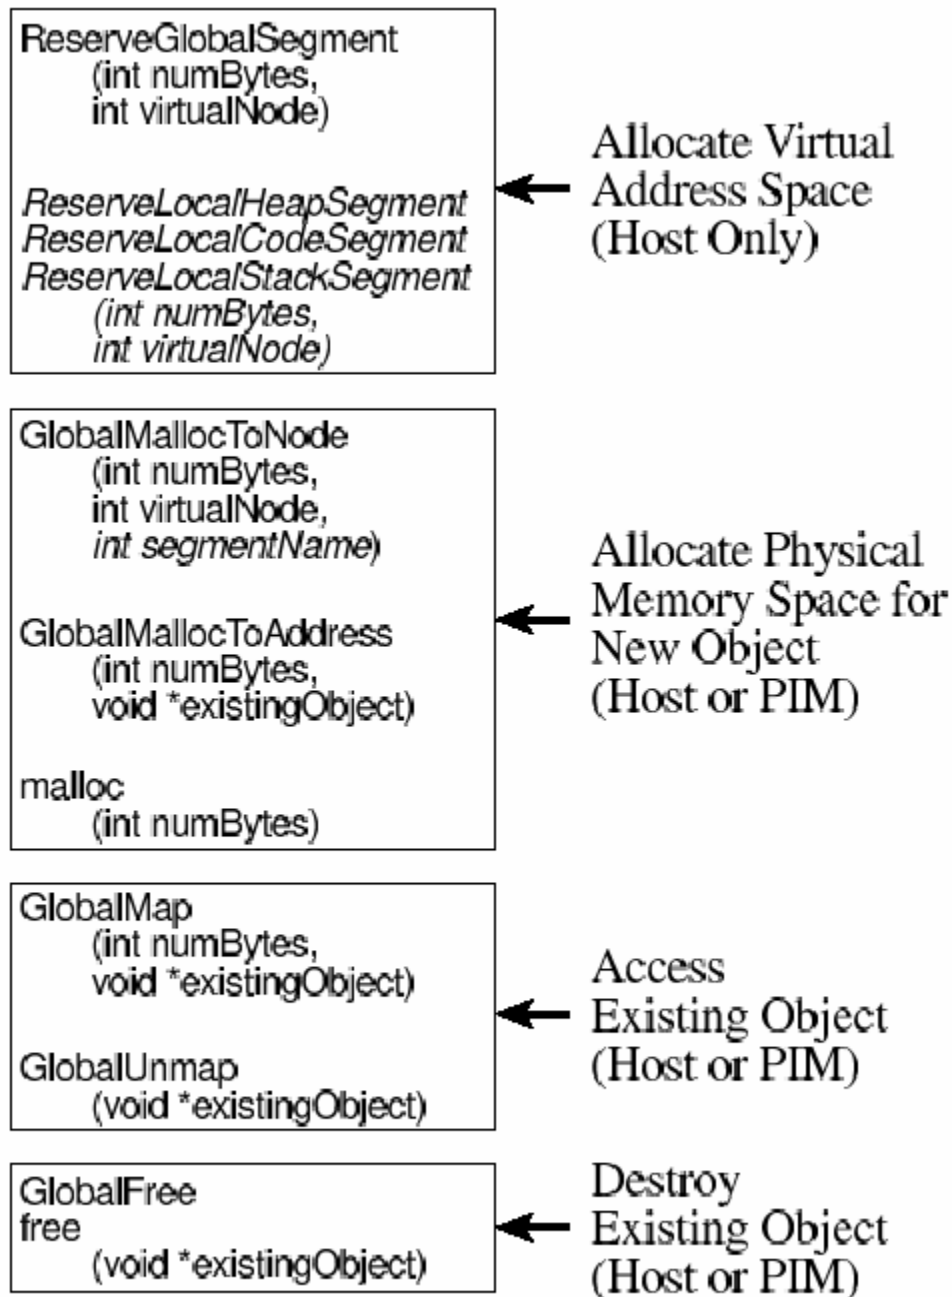 ReserveGlobalSegment
(int numBytes,
int virtualNode)
ReserveLocalHeapSegment
ReserveLocalCodeSegment
ReserveLocalStackSegment
(int numBytes,
int virtualNode)
Allocate Virtual
Address Space
(Host Only)
GlobalMallocToNode
(int numBytes,
int virtualNode,
int segmentName)
GlobalMallocToAddress
(int numBytes,
void *existingObject)
malloc
(int numBytes)
Allocate Physical
Memory Space for
New Object
(Host or PIM)
GlobalMap
(int numBytes,
void *existingObject)
GlobalUnmap
(void *existingObject)
Access
Existing Object
(Host or PIM)
GlobalFree
free
(void *existingObject)
Destroy
Existing Object
(Host or PIM)